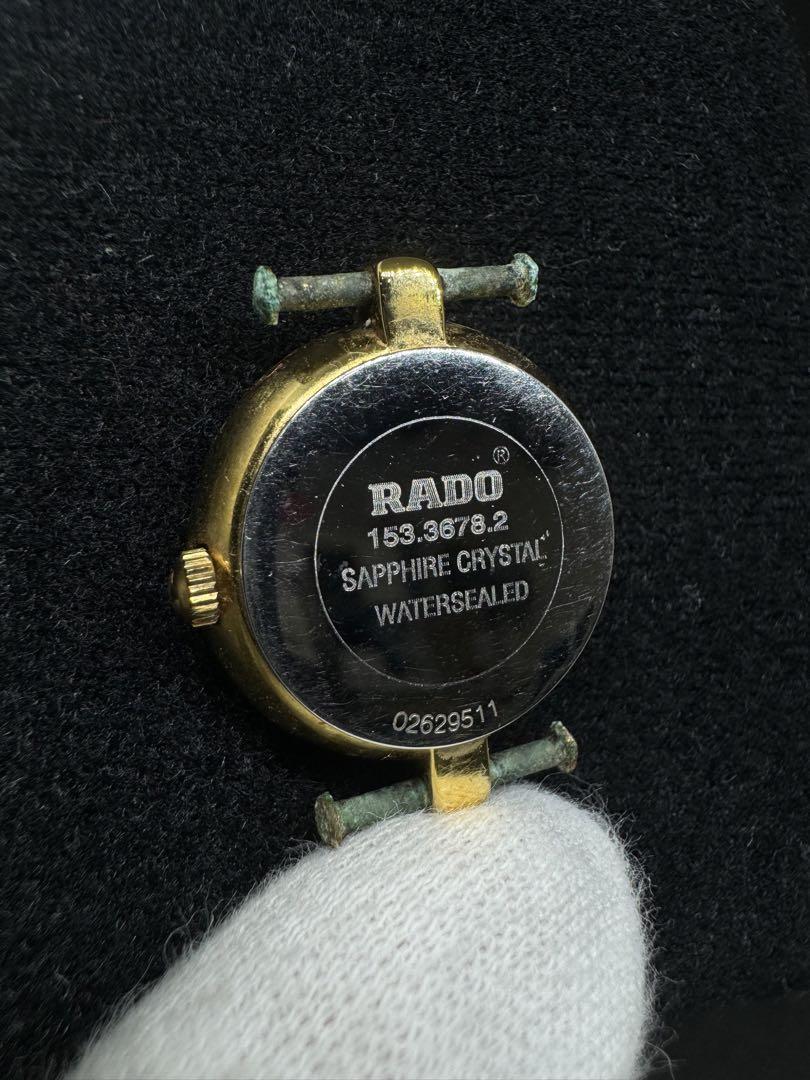 RADO®
153.3678.2
SAPPHIRE CRYSTAL
WATERSEALED
02629511